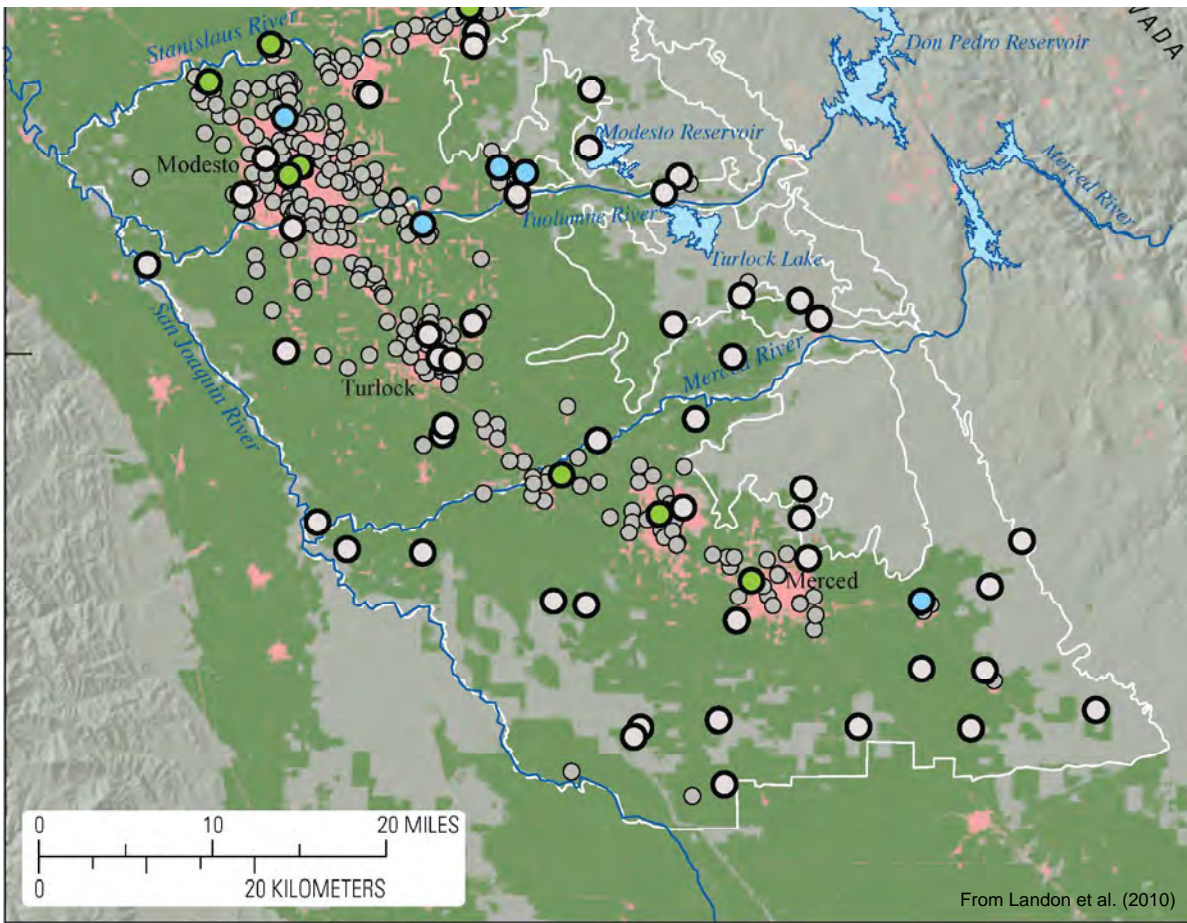 Stanislaus River
VADA
Don Pedro Reservoir
Modesto Reservoir
Modesto
Merced River
Tuolumne River
Turlock Lake
San Joaquin River
Merced River
Turlock
Merced
0 10 20 MILES
0 20 KILOMETERS
From Landon et al. (2010)